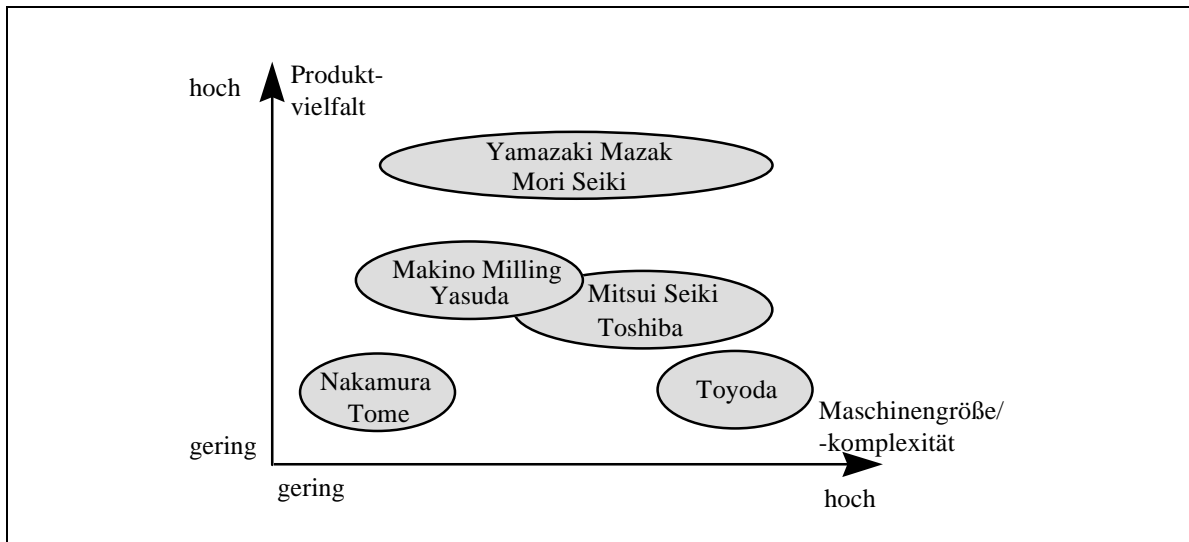 hoch
Produkt-
vielfalt
Yamazaki Mazak
Mori Seiki
Makino Milling
Yasuda
Mitsui Seiki
Toshiba
Nakamura
Tome
Toyoda
Maschinengröße/
-komplexität
gering
gering
hoch